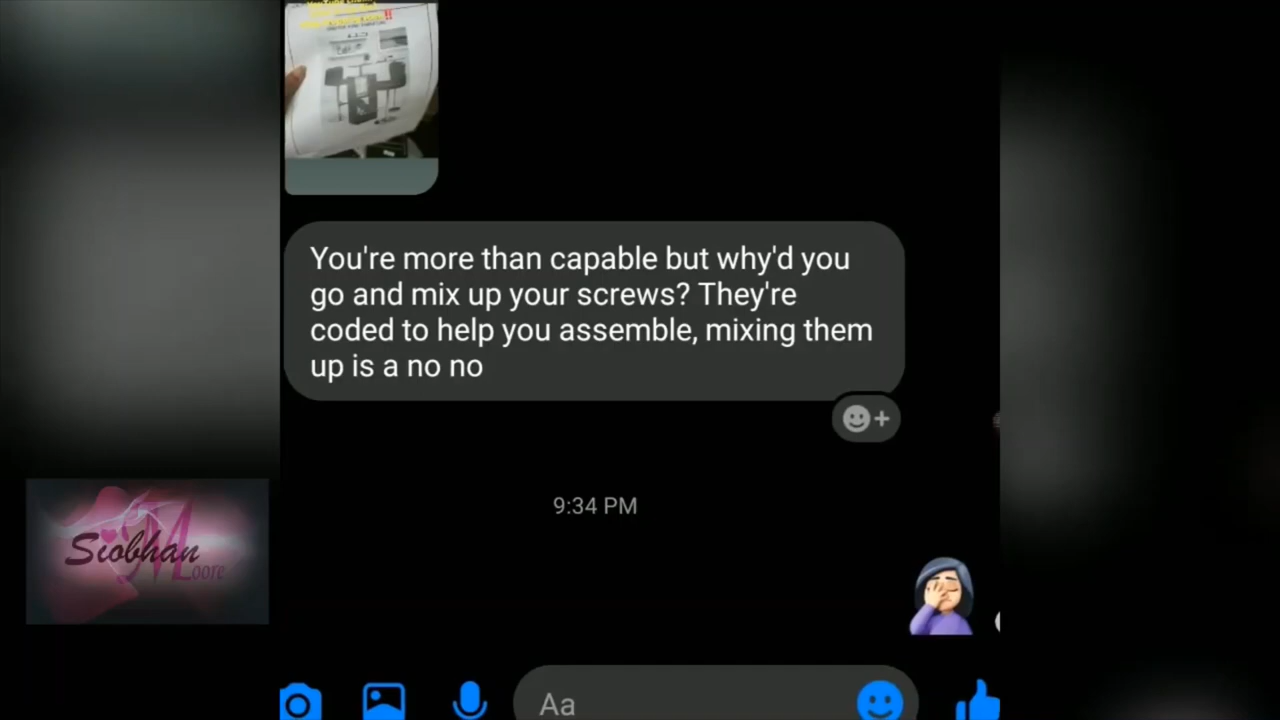 You're more than capable but why'd you
go and mix up your screws? They're
coded to help you assemble, mixing them
up is a no no
9:34 PM
Siobhan
Moore
Aa